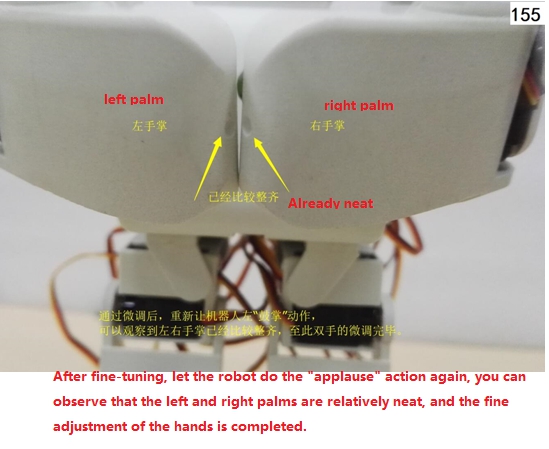 155
left palm
right palm
左手掌
右手掌
已经比较整齐
Already neat
通过微调后，重新让机器人左“鼓掌”动作，
可以观察到左右手掌已经比较整齐，至此双手的微调完毕。
After fine-tuning, let the robot do the "applause" action again, you can
observe that the left and right palms are relatively neat, and the fine
adjustment of the hands is completed.